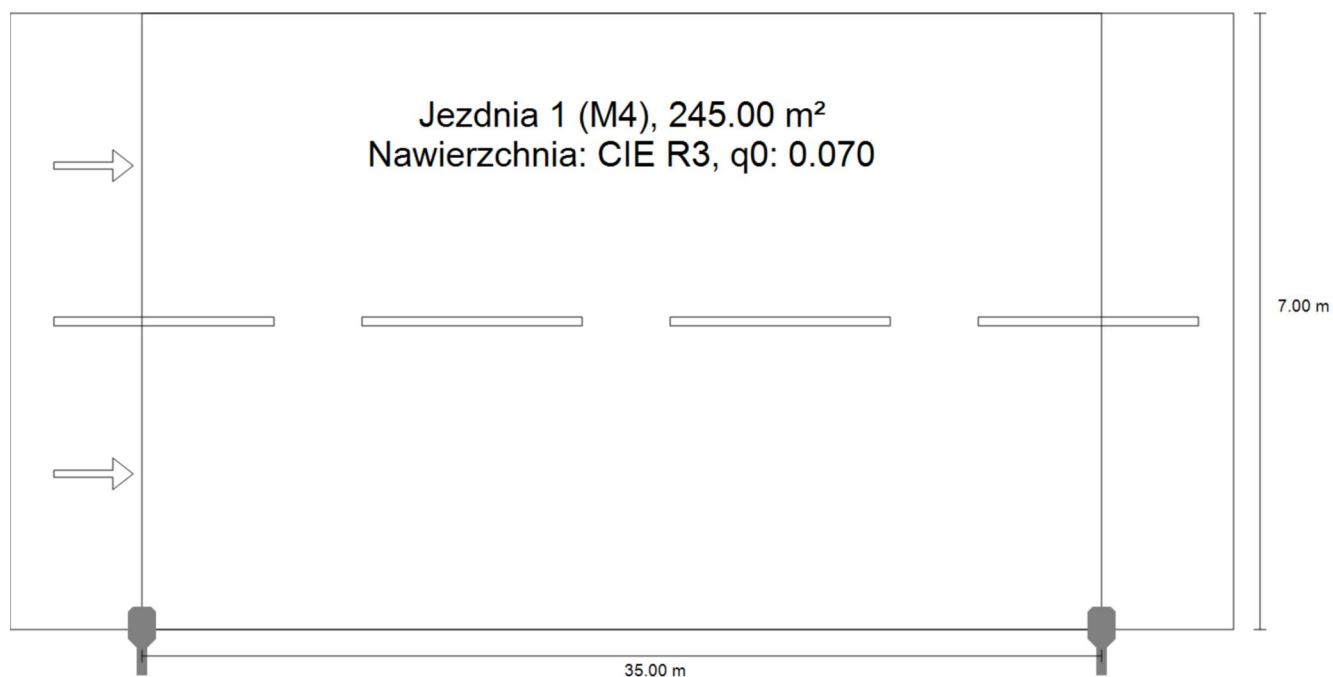 Jezdnia 1 (M4), 245.00 m²
Nawierzchnia: CIE R3, q0: 0.070
7.00 m
35.00 m